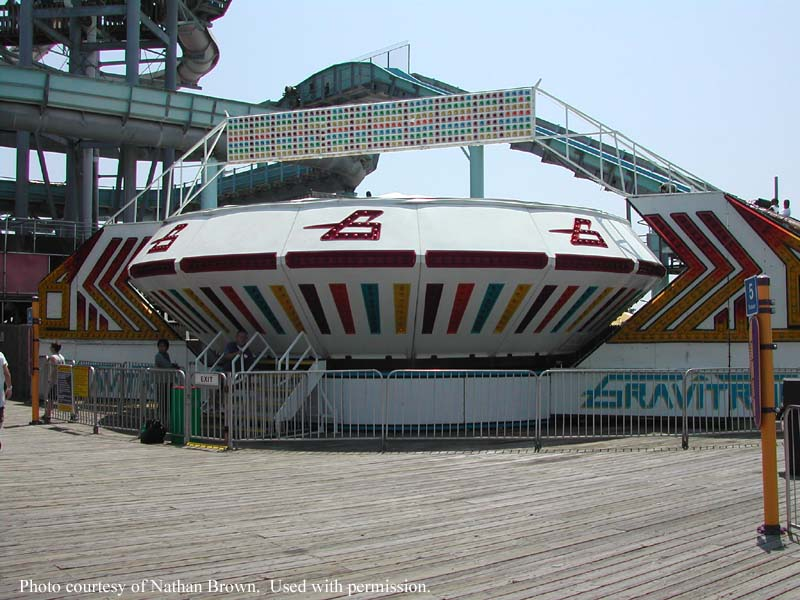 5
EXIT
GRAVITR
Photo courtesy of Nathan Brown. Used with permission.